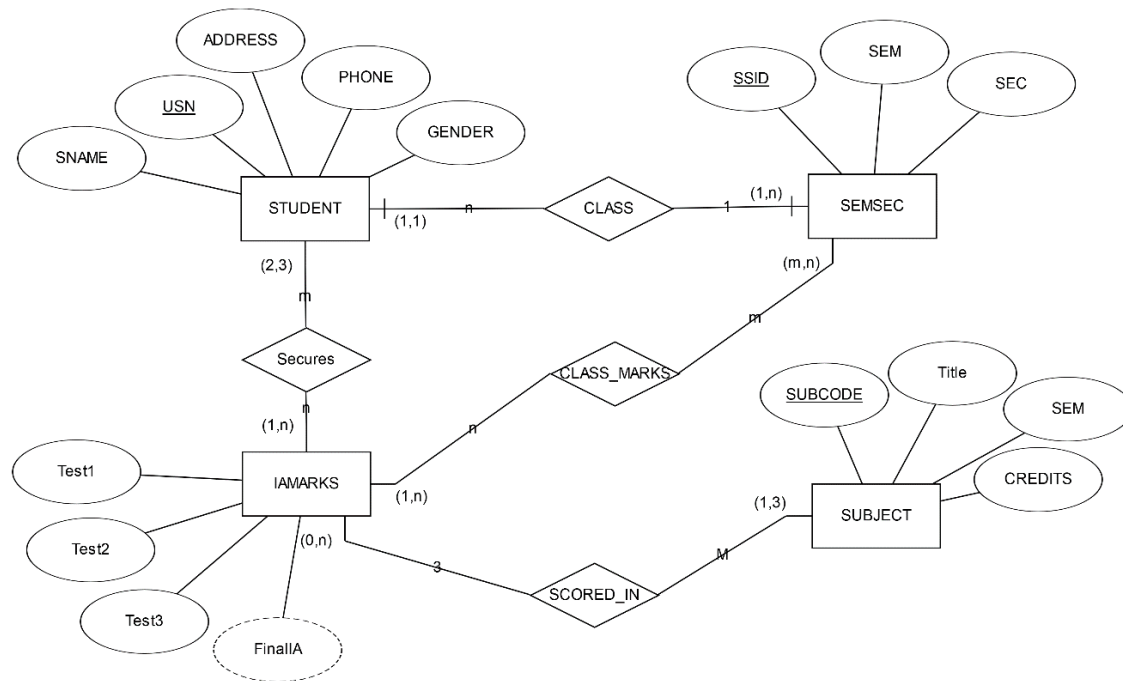 ADDRESS
SEM
PHONE
SSID
SEC
USN
GENDER
SNAME
STUDENT
(1,1)
n
CLASS
1
(1,n)
SEMSEC
(2,3)
(m,n)
m
m
Secures
CLASS_MARKS
Title
SUBCODE
SEM
n
n
(1,n)
Test1
IAMARKS
(1,n)
CREDITS
(1,3)
SUBJECT
Test2
(0,n)
3
M
SCORED_IN
Test3
FinalIA